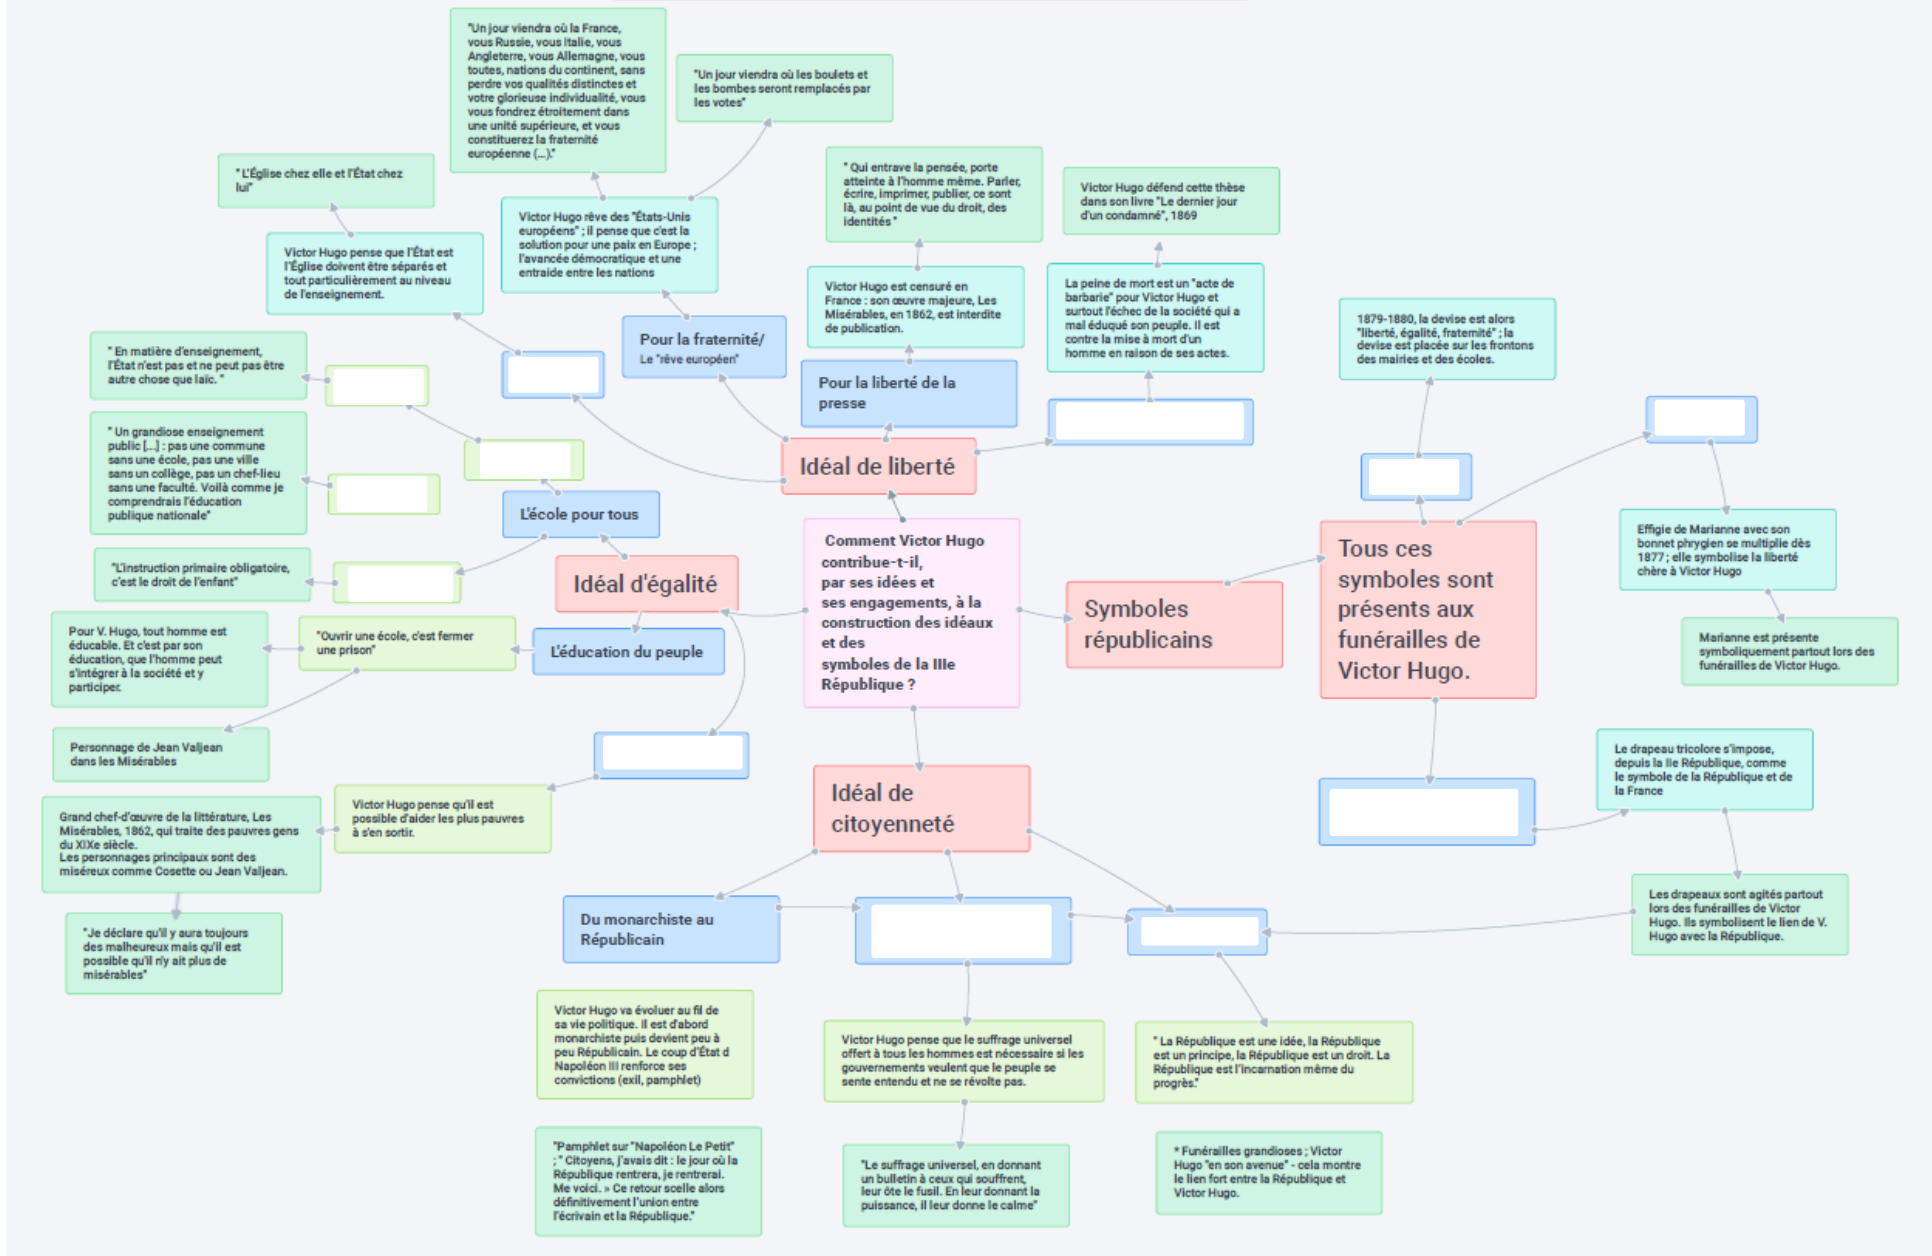 "Un jour viendra où la France,
vous Russie, vous Italie, vous
Angleterre, vous Allemagne, vous
toutes, nations du continent, sans
perdre vos qualités distinctes et
votre glorieuse individualité, vous
vous fondrez étroitement dans
une unité supérieure, et vous
constituerez la fraternité
européenne (...)."
"Un jour viendra où les boulets et
les bombes seront remplacés par
les votes"
" L'Église chez elle et l'État chez
lui"
Victor Hugo pense que l'État est
l'Église doivent être séparés et
tout particulièrement au niveau
de l'enseignement.
Victor Hugo rêve des "États-Unis
européens" ; il pense que c'est la
solution pour une paix en Europe ;
l'avancée démocratique et une
entraide entre les nations
" Qui entrave la pensée, porte
atteinte à l'homme même. Parler,
écrire, imprimer, publier, ce sont
là, au point de vue du droit, des
identités "
Victor Hugo défend cette thèse
dans son livre "Le dernier jour
d'un condamné", 1869
Victor Hugo est censuré en
France : son œuvre majeure, Les
Misérables, en 1862, est interdite
de publication.
La peine de mort est un "acte de
barbarie" pour Victor Hugo et
surtout l'échec de la société qui a
mal éduqué son peuple. Il est
contre la mise à mort d'un
homme en raison de ses actes.
1879-1880, la devise est alors
"liberté, égalité, fraternité" ; la
devise est placée sur les frontons
des mairies et des écoles.
Pour la fraternité/
Le "rêve européen"
Pour la liberté de la
presse
" En matière d'enseignement,
l'État n'est pas et ne peut pas être
autre chose que laïc. "
Idéal de liberté
" Un grandiose enseignement
public [...] : pas une commune
sans une école, pas une ville
sans un collège, pas un chef-lieu
sans une faculté. Voilà comme je
comprendrais l'éducation
publique nationale"
L'école pour tous
"L'instruction primaire obligatoire,
c'est le droit de l'enfant"
Idéal d'égalité
Comment Victor Hugo
contribue-t-il,
par ses idées et
ses engagements, à la
construction des idéaux
et des
symboles de la IIIe
République ?
Symboles
républicains
Tous ces
symboles sont
présents aux
funérailles de
Victor Hugo.
Effigie de Marianne avec son
bonnet phrygien se multiplie dès
1877 ; elle symbolise la liberté
chère à Victor Hugo
Marianne est présente
symboliquement partout lors des
funérailles de Victor Hugo.
Pour V. Hugo, tout homme est
éducable. Et c'est par son
éducation, que l'homme peut
s'intégrer à la société et y
participer.
"Ouvrir une école, c'est fermer
une prison"
L'éducation du peuple
Personnage de Jean Valjean
dans les Misérables
Victor Hugo pense qu'il est
possible d'aider les plus pauvres
à s'en sortir.
Grand chef-d'œuvre de la littérature, Les
Misérables, 1862, qui traite des pauvres gens
du XIXe siècle.
Les personnages principaux sont des
miséreux comme Cosette ou Jean Valjean.
"Je déclare qu'il y aura toujours
des malheureux mais qu'il est
possible qu'il n'y ait plus de
misérables"
Idéal de
citoyenneté
Le drapeau tricolore s'impose,
depuis la IIe République, comme
le symbole de la République et de
la France
Les drapeaux sont agités partout
lors des funérailles de Victor
Hugo. Ils symbolisent le lien de V.
Hugo avec la République.
Du monarchiste au
Républicain
Victor Hugo va évoluer au fil de
sa vie politique. Il est d'abord
monarchiste puis devient peu à
peu Républicain. Le coup d'État d
Napoléon III renforce ses
convictions (exil, pamphlet)
Victor Hugo pense que le suffrage universel
offert à tous les hommes est nécessaire si les
gouvernements veulent que le peuple se
sente entendu et ne se révolte pas.
" La République est une idée, la République
est un principe, la République est un droit. La
République est l'incarnation même du
progrès."
"Pamphlet sur "Napoléon Le Petit"
; " Citoyens, j'avais dit : le jour où la
République rentrera, je rentrerai.
Me voici. » Ce retour scelle alors
définitivement l'union entre
l'écrivain et la République."
"Le suffrage universel, en donnant
un bulletin à ceux qui souffrent,
leur ôte le fusil. En leur donnant la
puissance, il leur donne le calme"
* Funérailles grandioses ; Victor
Hugo "en son avenue" - cela montre
le lien fort entre la République et
Victor Hugo.